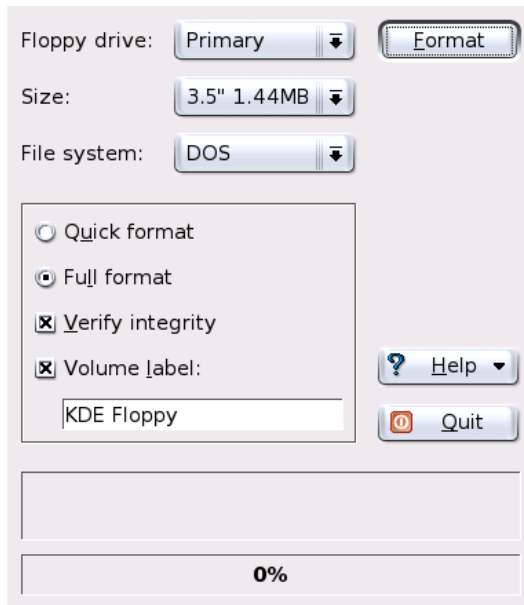 Floppy drive: Primary Format
Size: 3.5" 1.44MB
File system: DOS
Quick format
Full format
Verify integrity
Volume label:
KDE Floppy
Help
Quit
0%